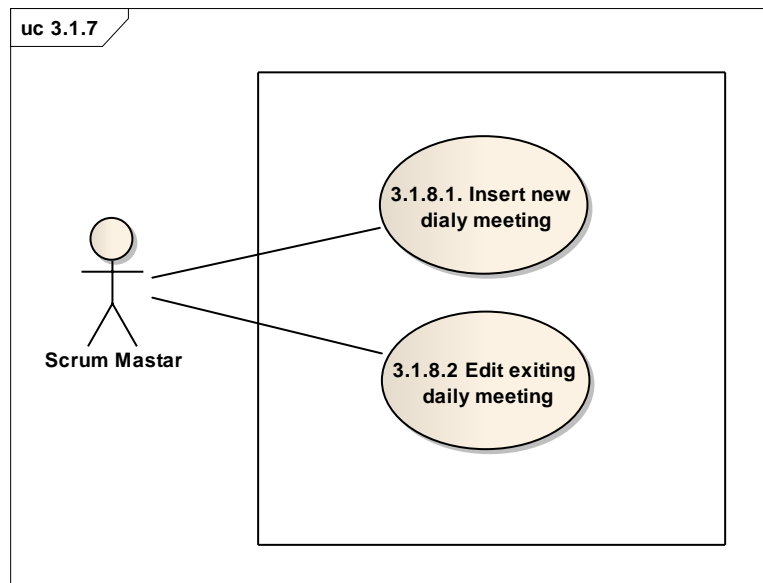 uc 3.1.7
3.1.8.1. Insert new
dialy meeting
Scrum Mastar
3.1.8.2 Edit exiting
daily meeting